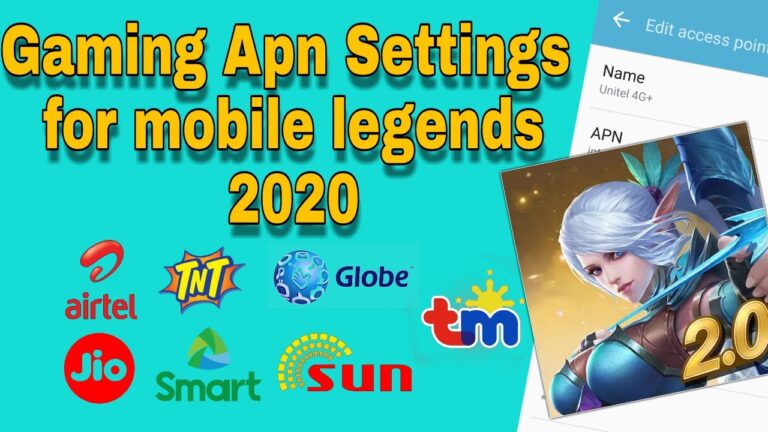 Gaming Apn Settings
for mobile legends
2020
Edit access point
Name
Unitel 4G+
APN
airtel
TNT
Globe
tm
Jio
Smart
sun
2.0